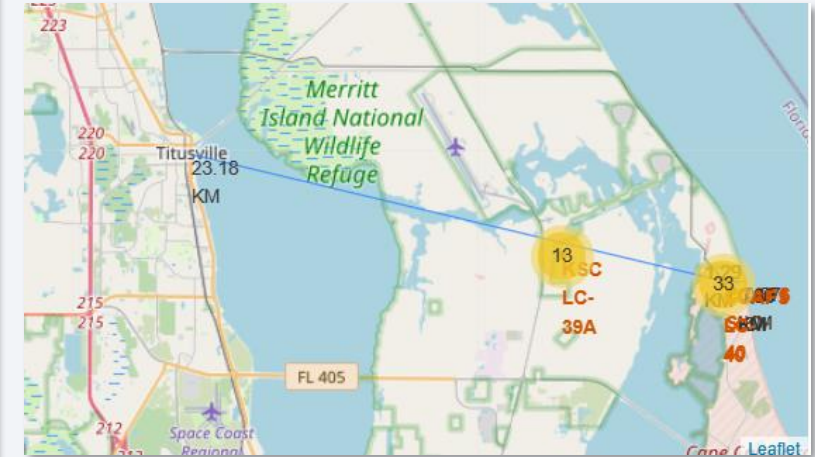 223
Merritt
Island National
Wildlife
Refuge
220
220
Titusville
23.18
KM
13
KSC
LC-
39A
33
KM
40
215
215
FL 405
212
Space Coast
Regional
Leaflet